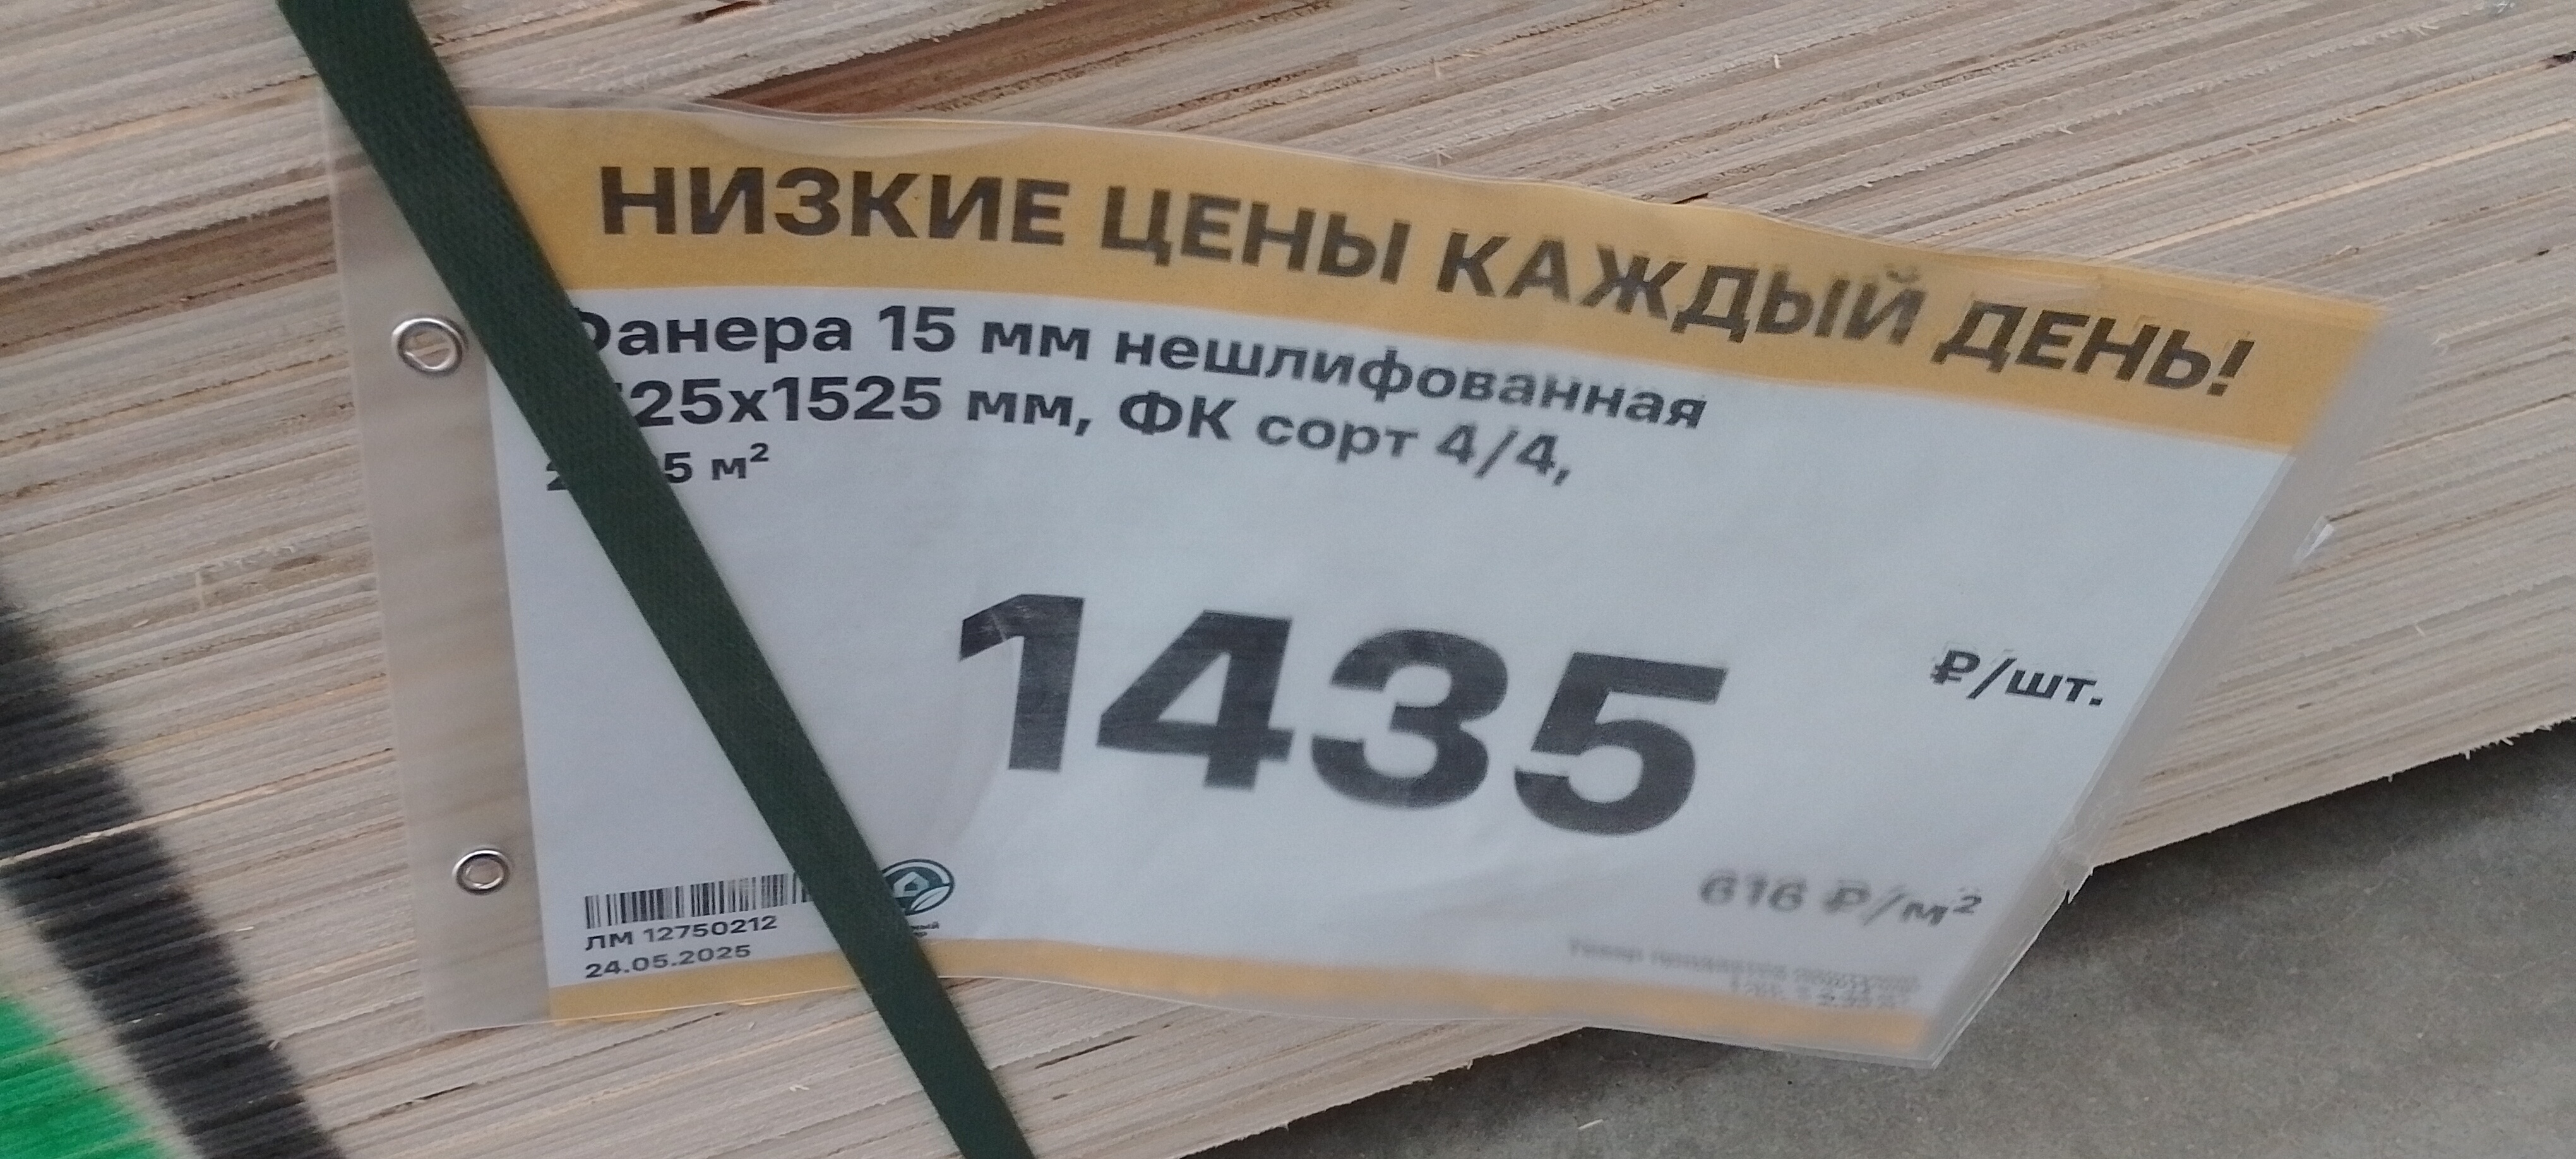 НИЗКИЕ ЦЕНЫ КАЖДЫЙ ДЕНЬ!
Фанера 15 мм нешлифованная
25х1525 мм, ФК сорт 4/4,
5 м²
1435
₽/шт.
616 ₽/м²
ЛМ 12750212
24.05.2025